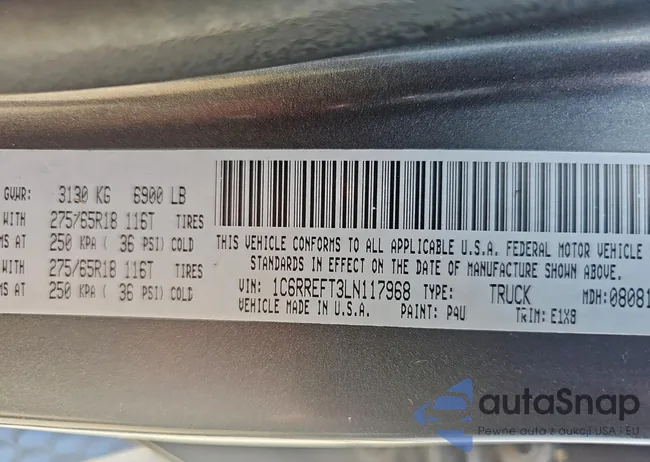 GVWR: 3130 KG 6900 LB
WITH 275/65R18 116T TIRES
MS AT 250 KPA ( 36 PSI) COLD
WITH 275/65R18 116T TIRES
MS AT 250 KPA ( 36 PSI) COLD
THIS VEHICLE CONFORMS TO ALL APPLICABLE U.S.A. FEDERAL MOTOR VEHICLE
STANDARDS IN EFFECT ON THE DATE OF MANUFACTURE SHOWN ABOVE.
VIN: 1C6RREFT3LN117968 TYPE: TRUCK MDH:08081
VEHICLE MADE IN U.S.A. PAINT: P4U TRIM: E1X8
autaSnap
Pewne auta z aukcji USA i EU